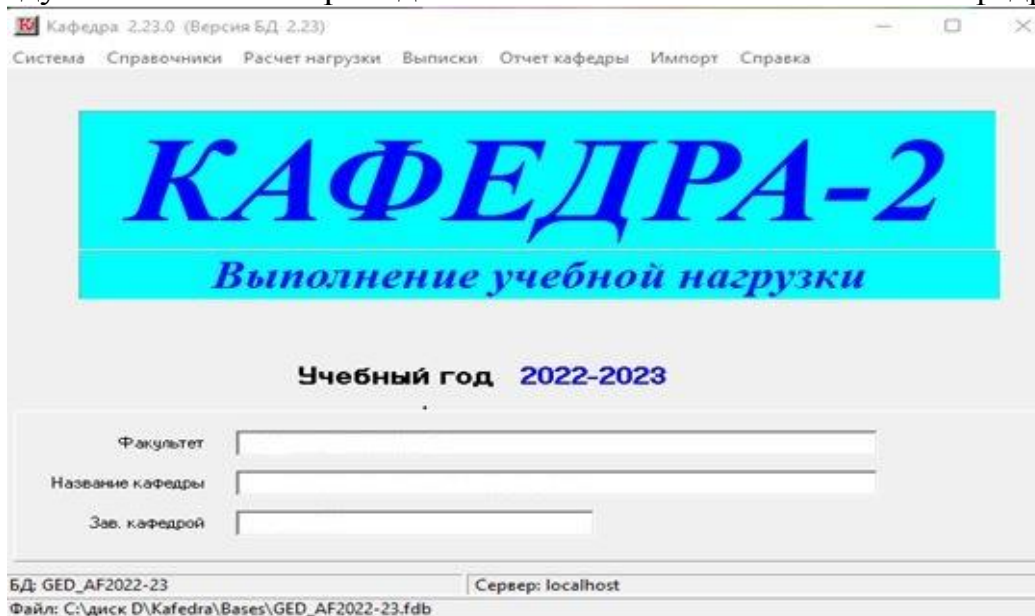 Кафедра 2.23.0 (Версия БД 2.23)
Система Справочники Расчет нагрузки Выписки Отчет кафедры Импорт Справка
КАФЕДРА-2
Выполнение учебной нагрузки
Учебный год 2022-2023
Факультет
Название кафедры
Зав. кафедрой
БД: GED_AF2022-23 Сервер: localhost
Файл: C:\диск D\Kafedra\Bases\GED_AF2022-23.fdb